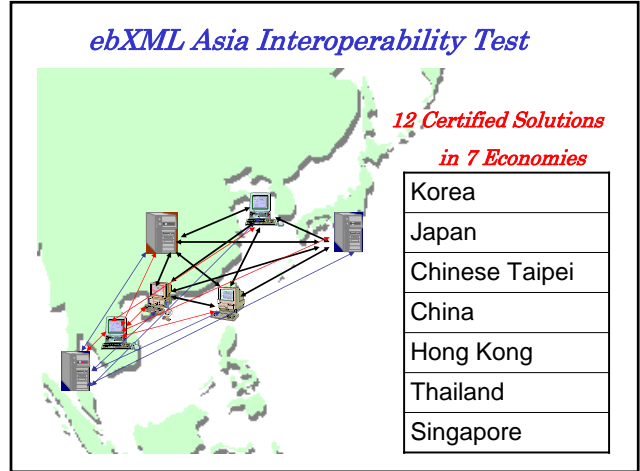 ebXML Asia Interoperability Test
12 Certified Solutions
in 7 Economies
Korea
Japan
Chinese Taipei
China
Hong Kong
Thailand
Singapore